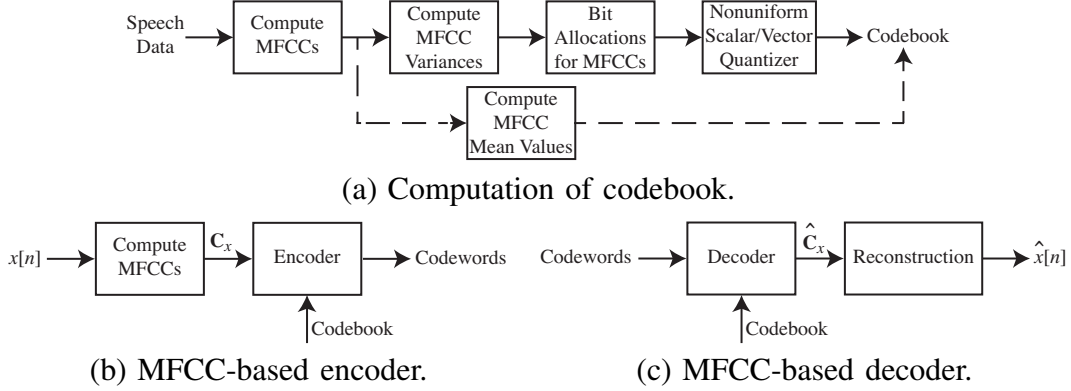 Speech
Data
Compute
MFCCs
Compute
MFCC
Variances
Bit
Allocations
for MFCCs
Nonuniform
Scalar/Vector
Quantizer
Codebook
Compute
MFCC
Mean Values
(a) Computation of codebook.
x[n]
Compute
MFCCs
C_x
Encoder
Codewords
Codebook
(b) MFCC-based encoder.
Codewords
Decoder
Ĉ_x
Reconstruction
x̂[n]
Codebook
(c) MFCC-based decoder.